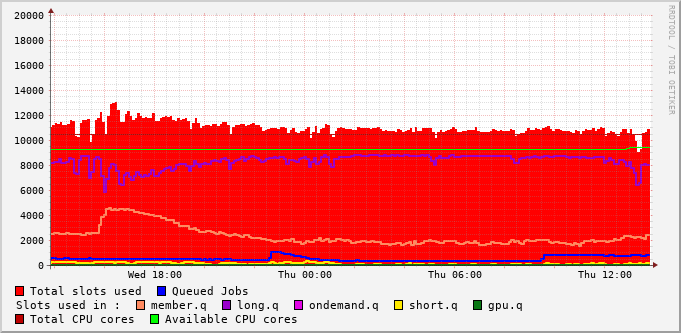 20000
18000
16000
14000
12000
10000
8000
6000
4000
2000
0
Wed 18:00 Thu 00:00 Thu 06:00 Thu 12:00
RRDTOOL / TOBI OETIKER
Total slots used Queued Jobs
Slots used in : member.q long.q ondemand.q short.q gpu.q
Total CPU cores Available CPU cores